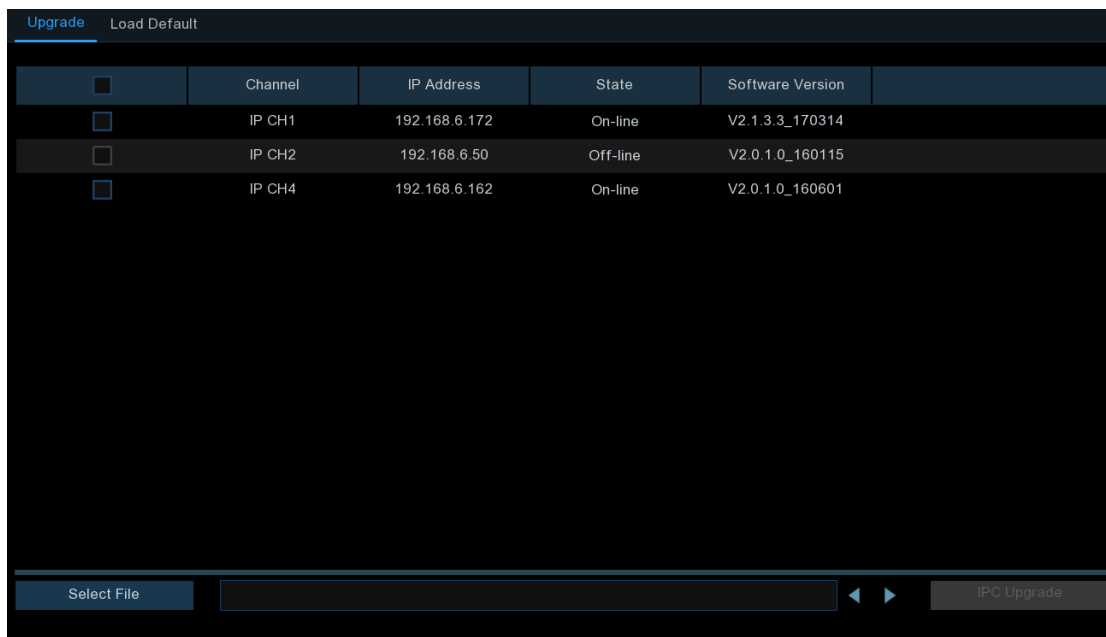 Upgrade Load Default
Channel IP Address State Software Version
IP CH1 192.168.6.172 On-line V2.1.3.3_170314
IP CH2 192.168.6.50 Off-line V2.0.1.0_160115
IP CH4 192.168.6.162 On-line V2.0.1.0_160601
Select File IPC Upgrade